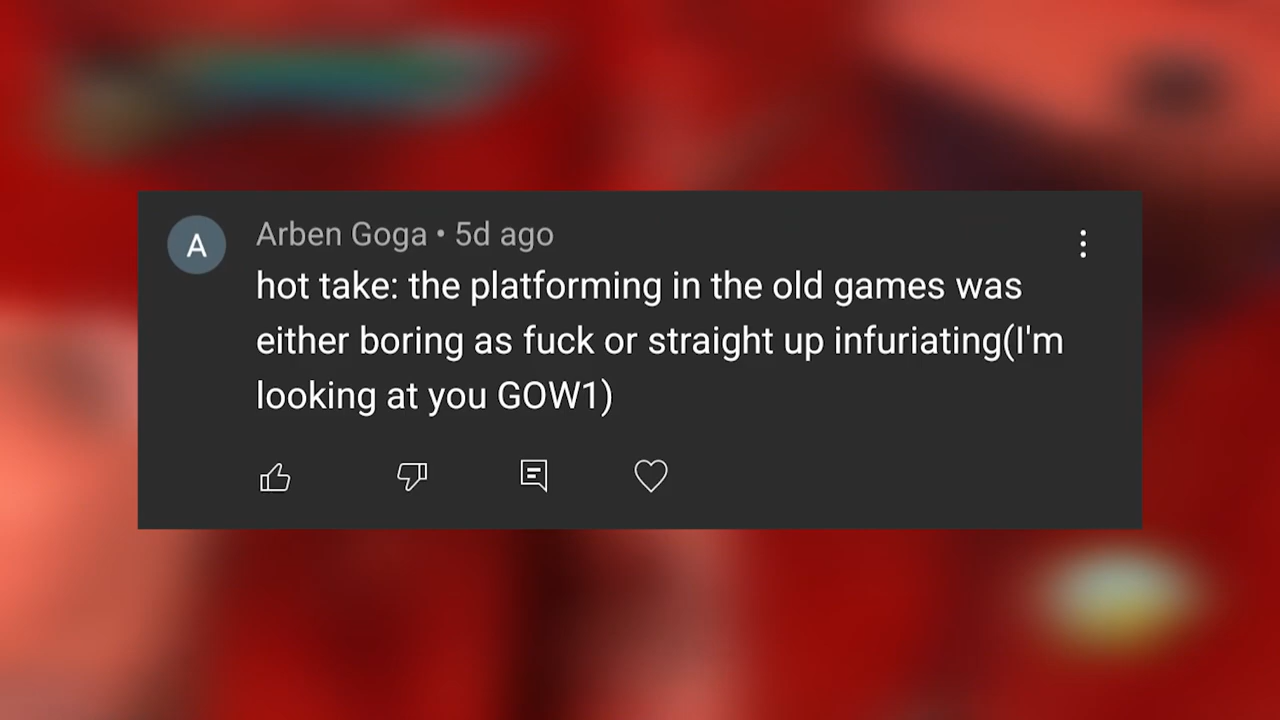 A
Arben Goga • 5d ago
hot take: the platforming in the old games was
either boring as fuck or straight up infuriating(I'm
looking at you GOW1)